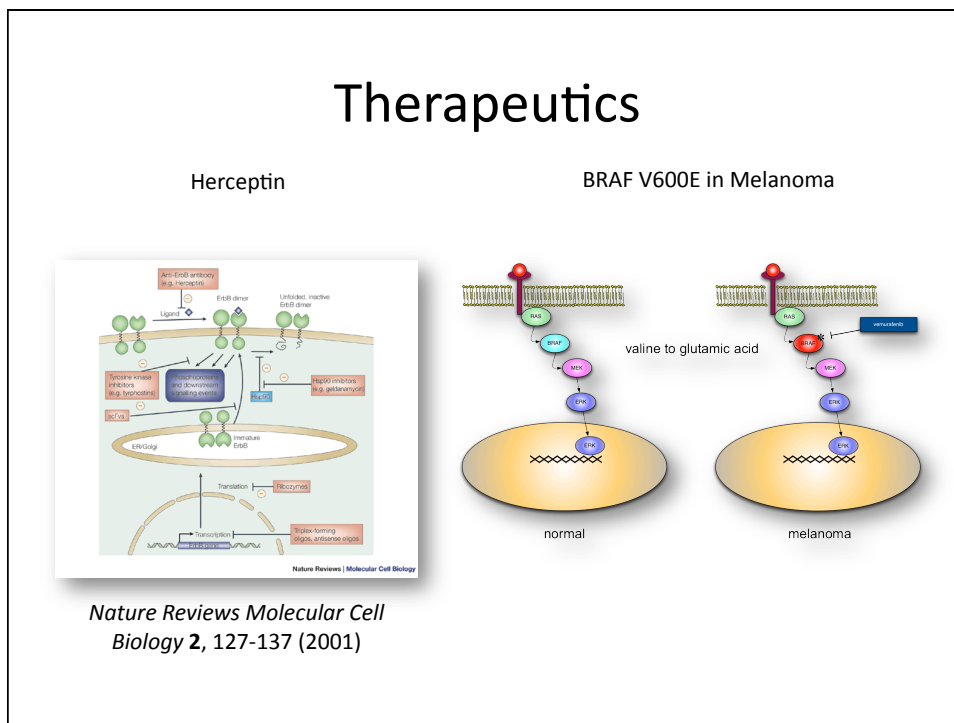 Therapeutics
Herceptin
BRAF V600E in Melanoma
Anti-ErbB antibody
(e.g. Herceptin)
Ligand
ErbB dimer
Unfolded, inactive
ErbB dimer
Tyrosine kinase
inhibitors
(e.g. tyrphostins)
Phosphoproteins
and downstream
signalling events
Hsp90
Hsp90 inhibitors
(e.g. geldanamycin)
scFvs
ER/Golgi
Immature
ErbB
Translation
Ribozymes
Transcription
Triplex-forming
oligos, antisense oligos
ErbB gene
Nature Reviews | Molecular Cell Biology
Nature Reviews Molecular Cell
Biology 2, 127-137 (2001)
RAS
BRAF
MEK
ERK
ERK
normal
valine to glutamic acid
RAS
BRAF
*
vemurafenib
MEK
ERK
ERK
melanoma